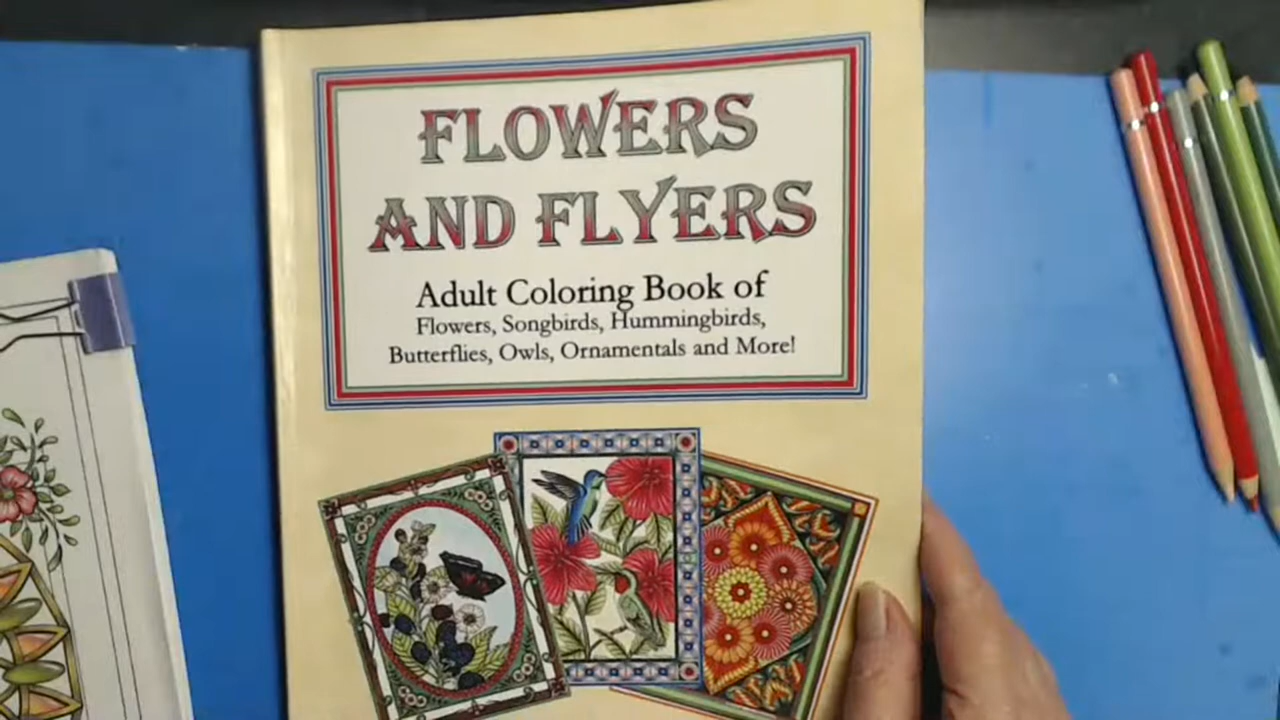 FLOWERS
AND FLYERS
Adult Coloring Book of
Flowers, Songbirds, Hummingbirds,
Butterflies, Owls, Ornamentals and More!